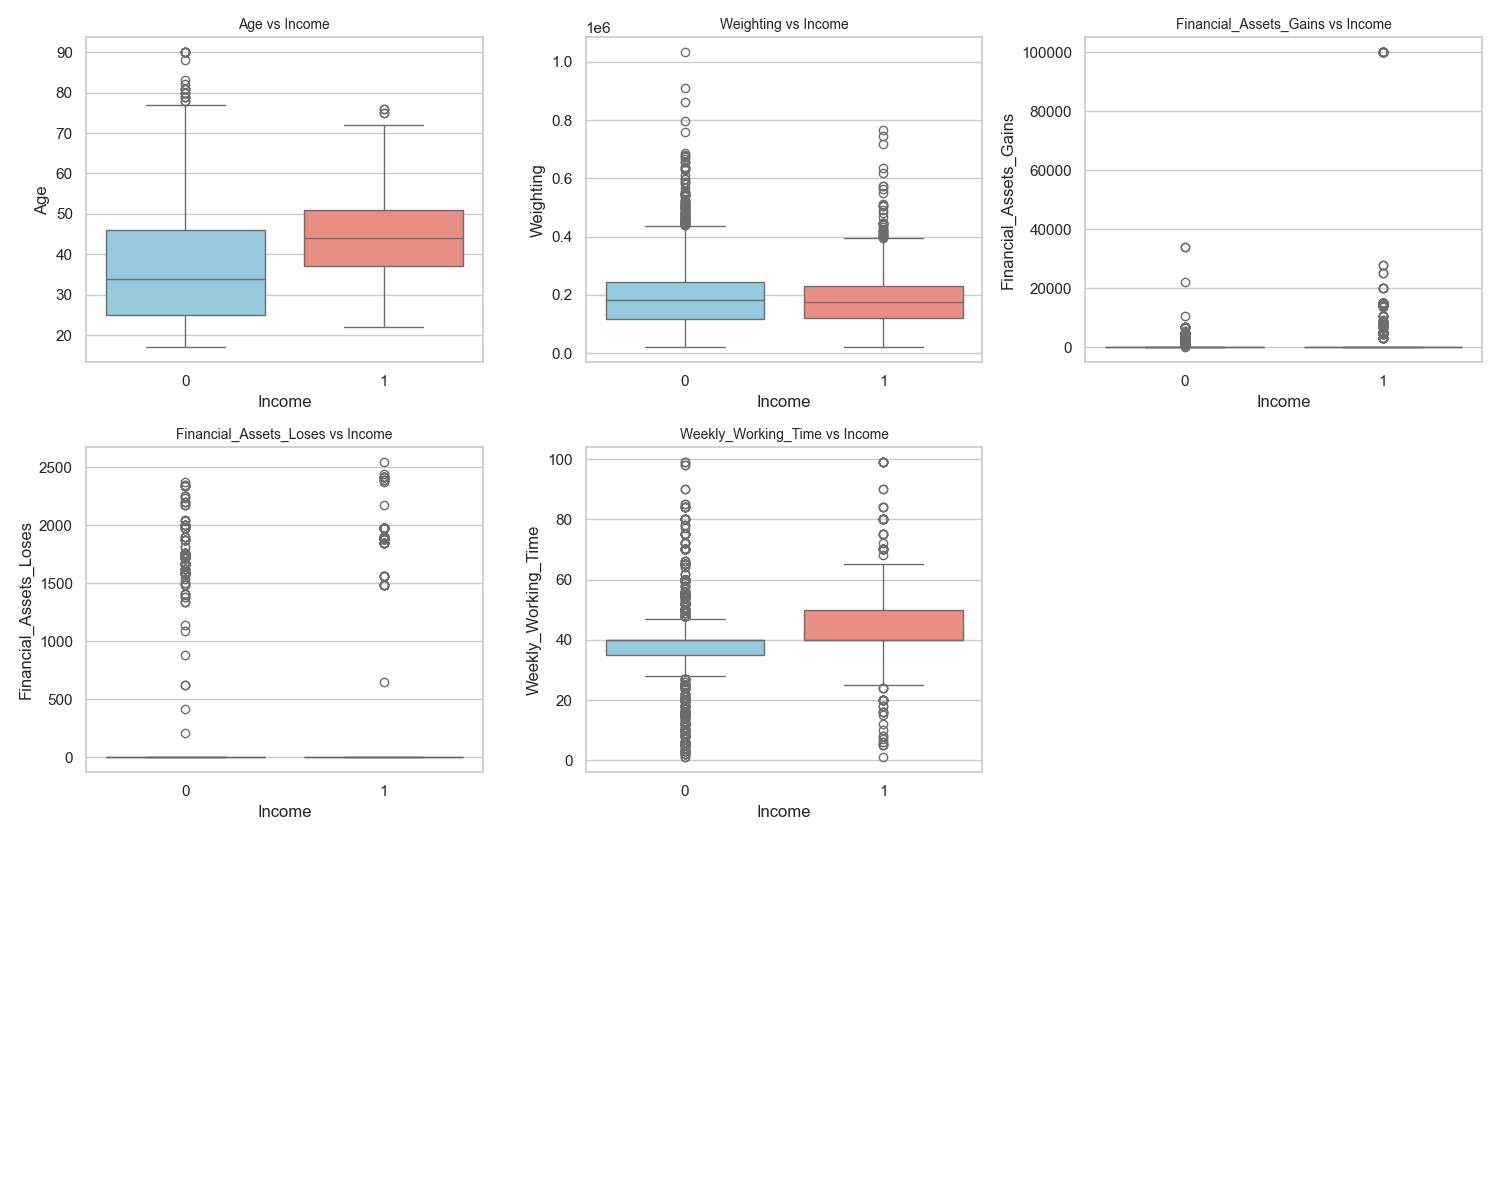 Age vs Income
90
80
70
60
50
40
30
20
Age
0
1
Income
Weighting vs Income
1e6
1.0
0.8
0.6
0.4
0.2
0.0
Weighting
0
1
Income
Financial_Assets_Gains vs Income
100000
80000
60000
40000
20000
0
Financial_Assets_Gains
0
1
Income
Financial_Assets_Loses vs Income
2500
2000
1500
1000
500
0
Financial_Assets_Loses
0
1
Income
Weekly_Working_Time vs Income
100
80
60
40
20
0
Weekly_Working_Time
0
1
Income